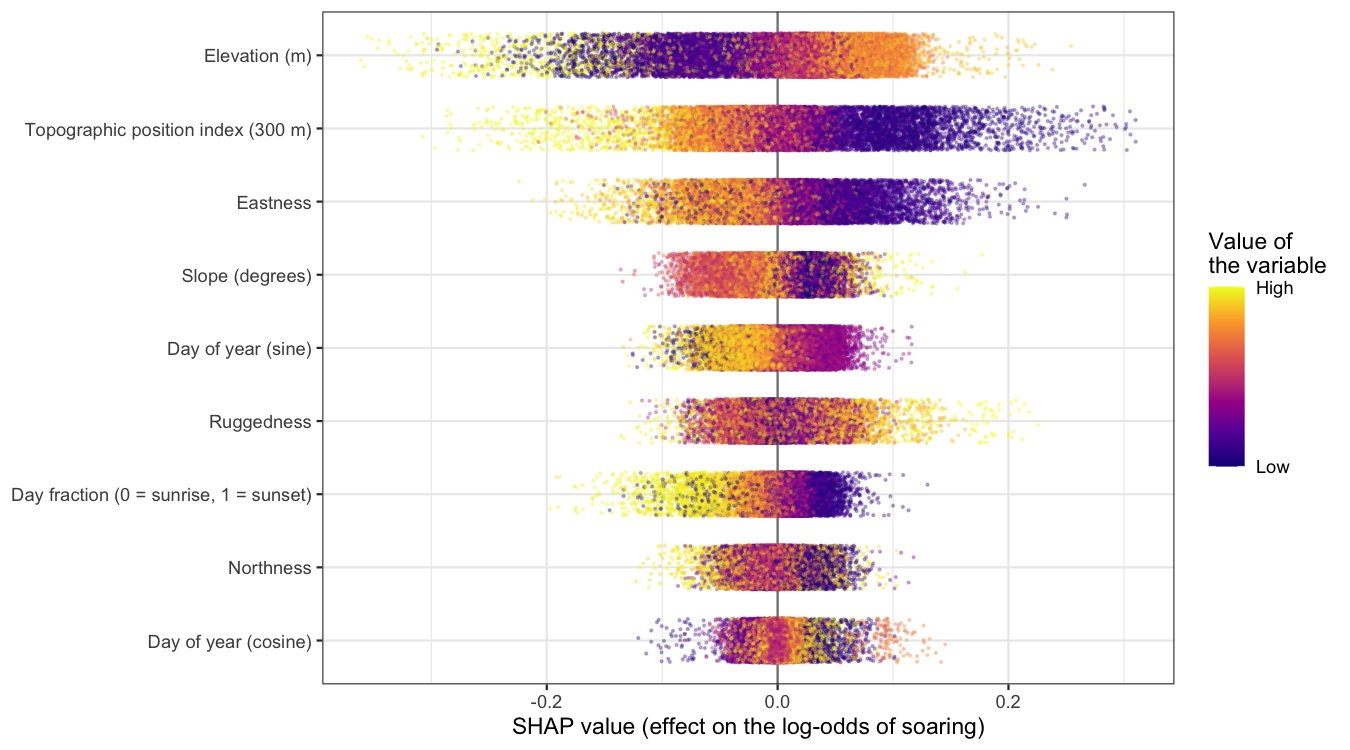 Elevation (m)
Topographic position index (300 m)
Eastness
Slope (degrees)
Day of year (sine)
Ruggedness
Day fraction (0 = sunrise, 1 = sunset)
Northness
Day of year (cosine)
-0.2
0.0
0.2
SHAP value (effect on the log-odds of soaring)
Value of
the variable
High
Low